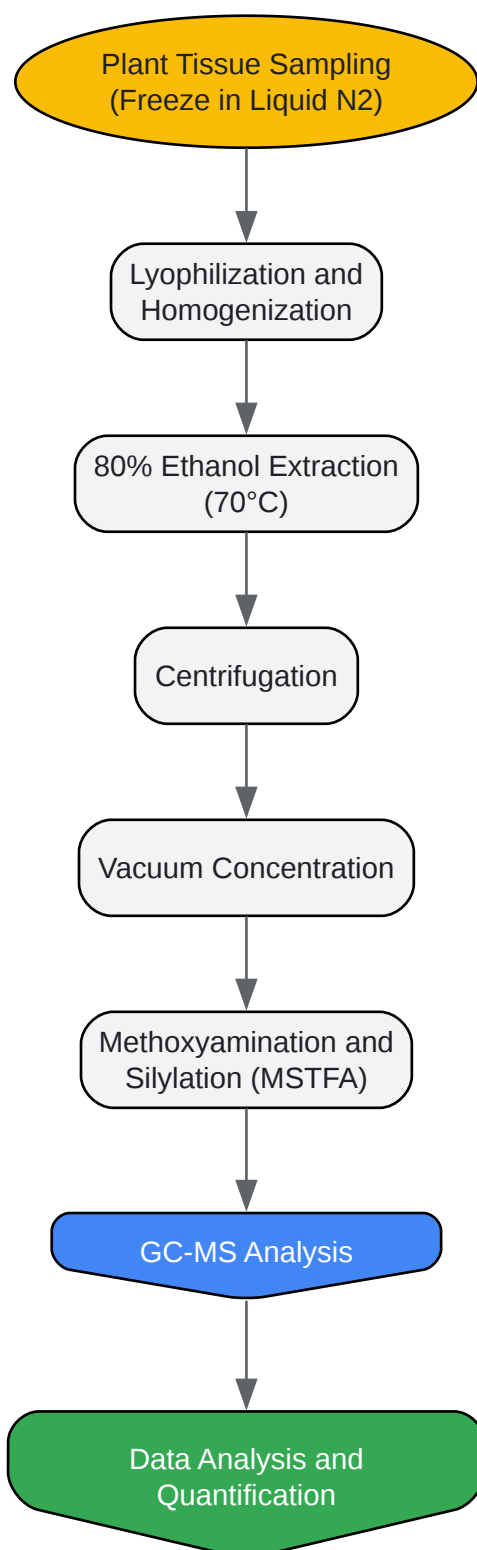 Plant Tissue Sampling
(Freeze in Liquid N2)
Lyophilization and
Homogenization
80% Ethanol Extraction
(70°C)
Centrifugation
Vacuum Concentration
Methoxyamination and
Silylation (MSTFA)
GC-MS Analysis
Data Analysis and
Quantification